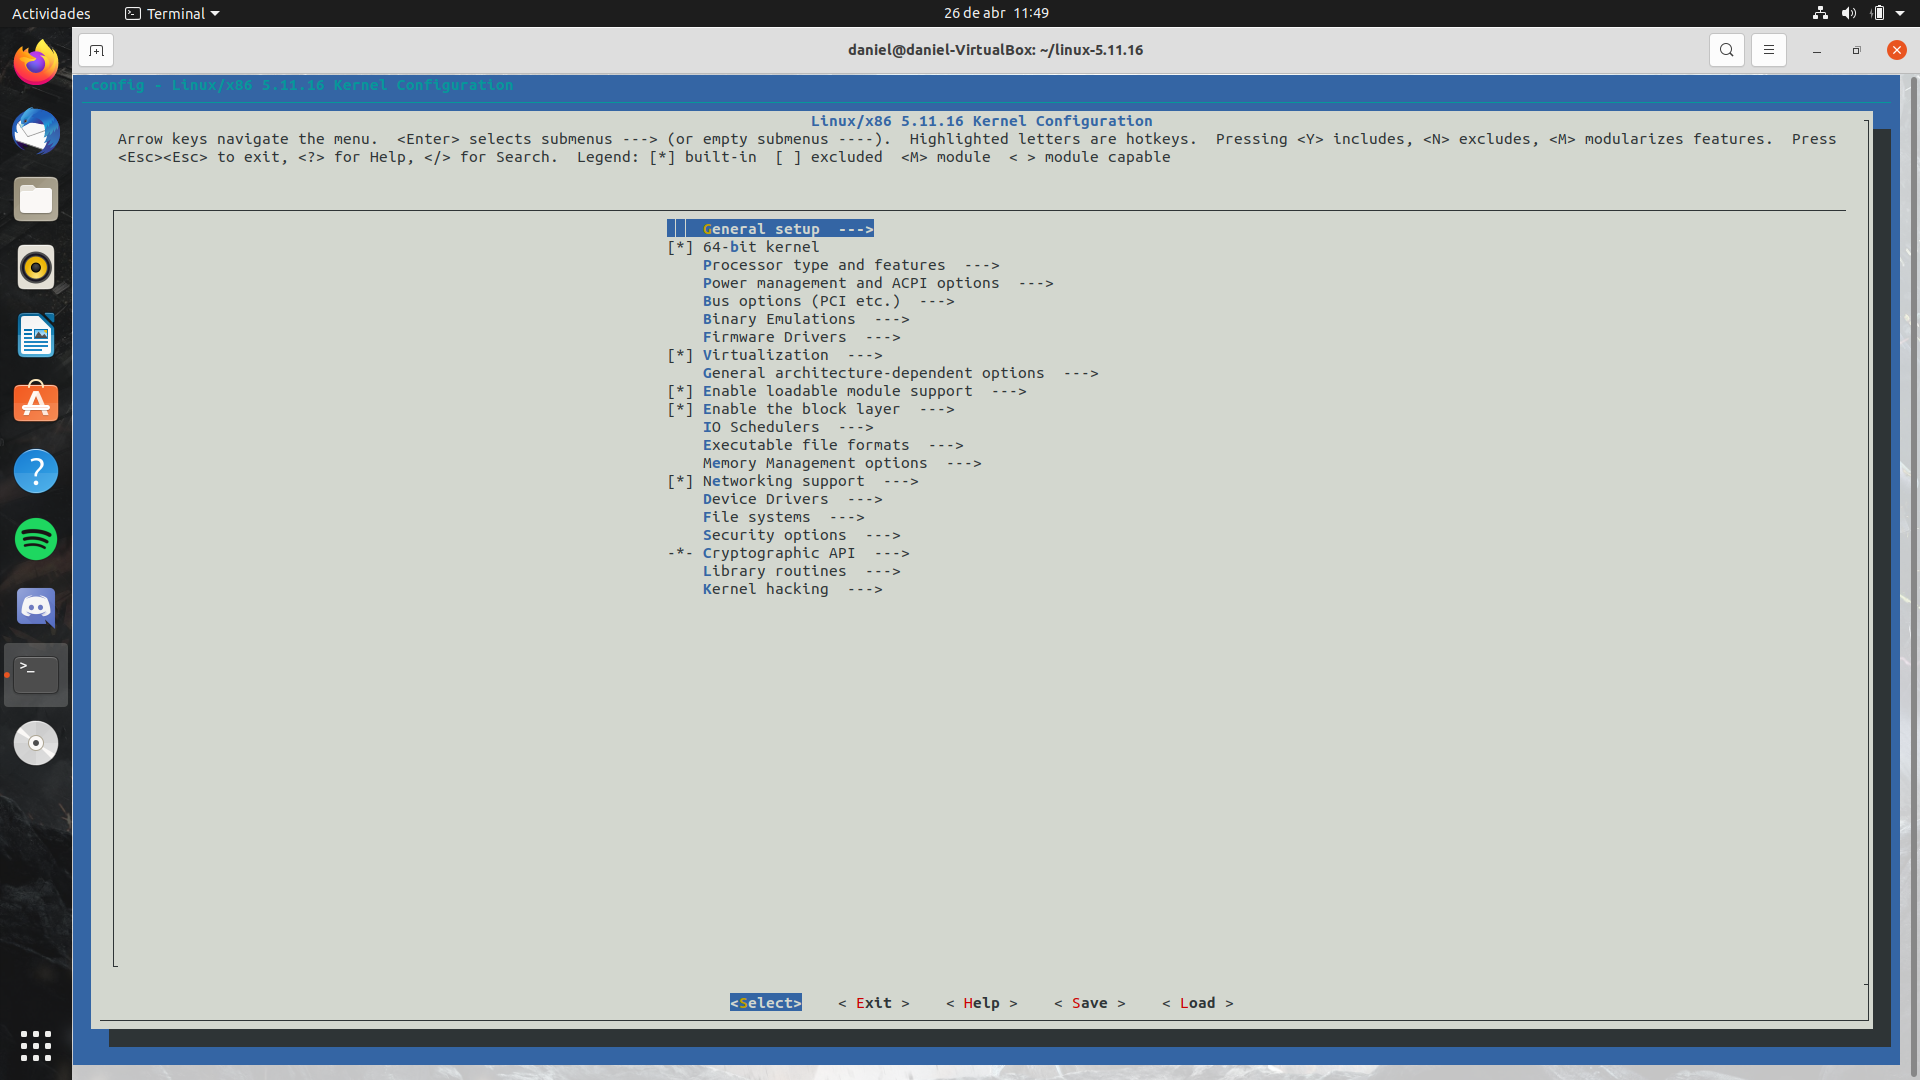 Actividades
Terminal
26 de abr 11:49
daniel@daniel-VirtualBox: ~/linux-5.11.16
.config - Linux/x86 5.11.16 Kernel Configuration
Linux/x86 5.11.16 Kernel Configuration
Arrow keys navigate the menu.  <Enter> selects submenus ---> (or empty submenus ----).  Highlighted letters are hotkeys.  Pressing <Y> includes, <N> excludes, <M> modularizes features.  Press
<Esc><Esc> to exit, <?> for Help, </> for Search.  Legend: [*] built-in  [ ] excluded  <M> module  < > module capable
General setup  --->
[*] 64-bit kernel
Processor type and features  --->
Power management and ACPI options  --->
Bus options (PCI etc.)  --->
Binary Emulations  --->
Firmware Drivers  --->
[*] Virtualization  --->
General architecture-dependent options  --->
[*] Enable loadable module support  --->
[*] Enable the block layer  --->
IO Schedulers  --->
Executable file formats  --->
Memory Management options  --->
[*] Networking support  --->
Device Drivers  --->
File systems  --->
Security options  --->
-*- Cryptographic API  --->
Library routines  --->
Kernel hacking  --->
<Select>    < Exit >    < Help >    < Save >    < Load >